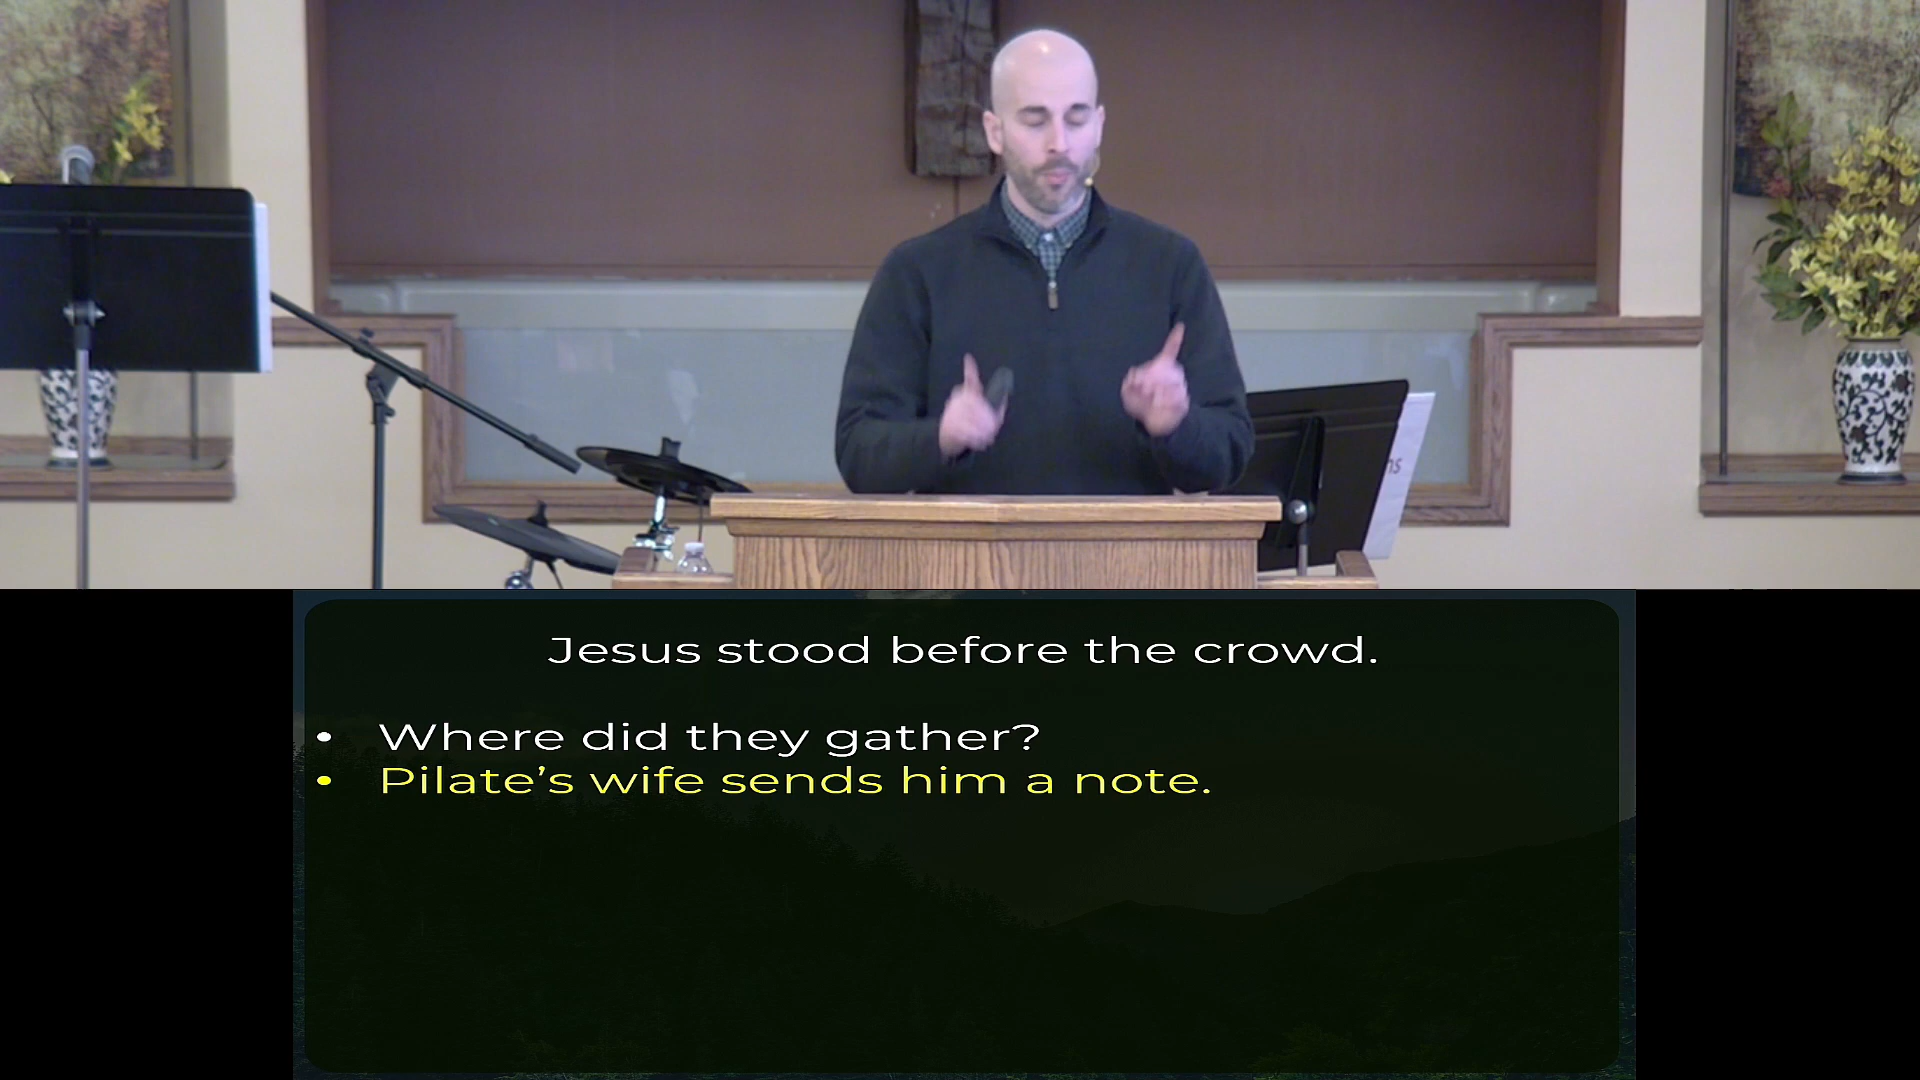 Jesus stood before the crowd.
• Where did they gather?
• Pilate’s wife sends him a note.